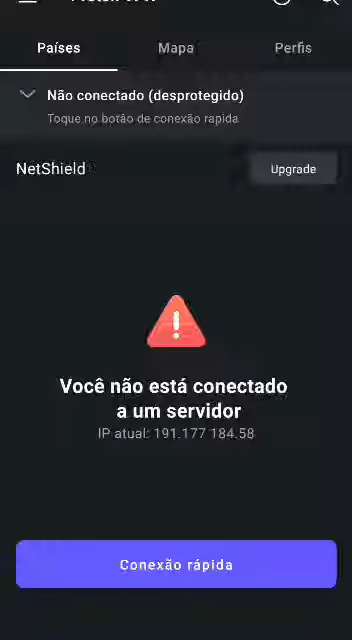 Países
Mapa
Perfis
Não conectado (desprotegido)
Toque no botão de conexão rapida
NetShield
Upgrade
Você não está conectado
a um servidor
IP atual: 191.177 184.58
Conexão rápida